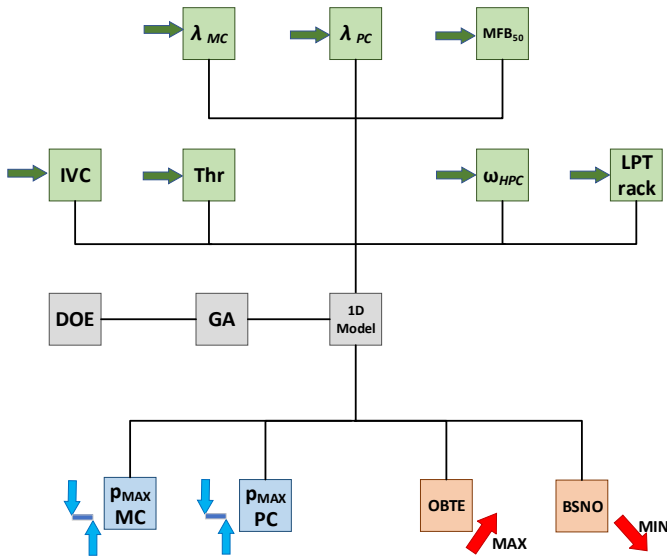 λ MC
λ PC
MFB50
IVC
Thr
ωHPC
LPT
rack
DOE
GA
1D
Model
pMAX
MC
pMAX
PC
OBTE
MAX
BSNO
MIN